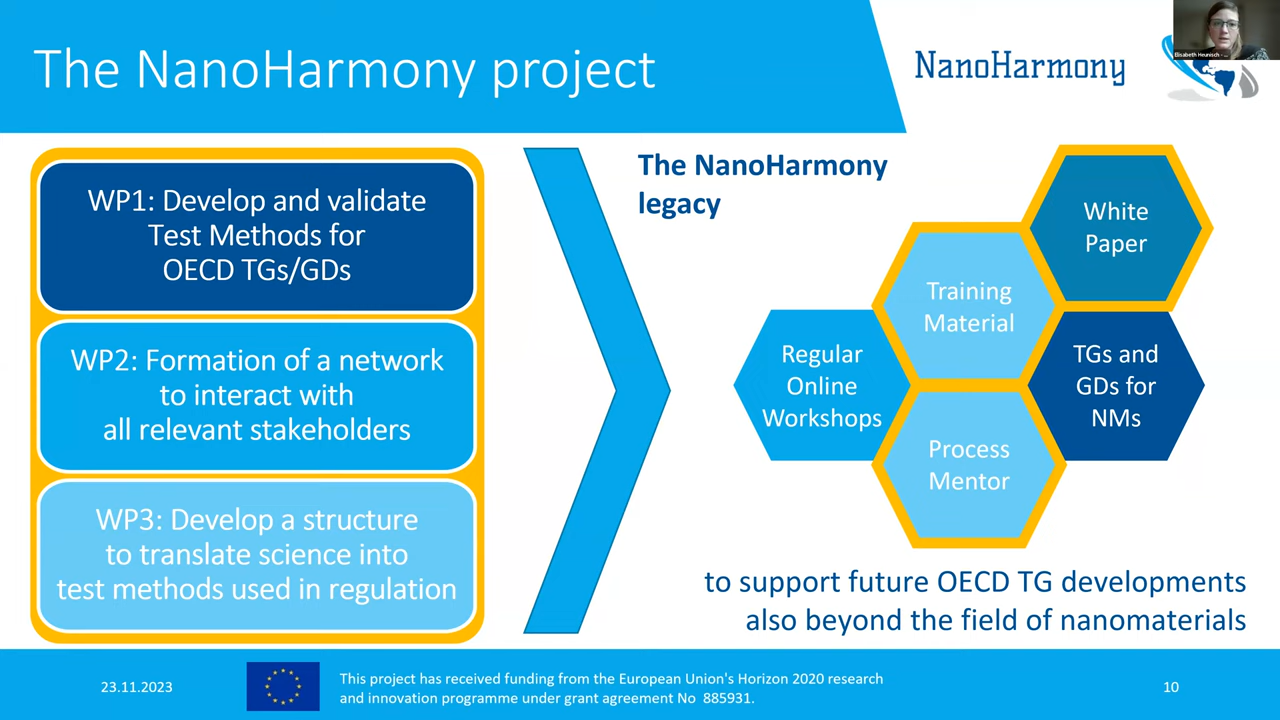 The NanoHarmony project
NanoHarmony
Elisabeth Heunisch - ...
WP1: Develop and validate
Test Methods for
OECD TGs/GDs
WP2: Formation of a network
to interact with
all relevant stakeholders
WP3: Develop a structure
to translate science into
test methods used in regulation
The NanoHarmony
legacy
White
Paper
Training
Material
Regular
Online
Workshops
TGs and
GDs for
NMs
Process
Mentor
to support future OECD TG developments
also beyond the field of nanomaterials
23.11.2023
This project has received funding from the European Union's Horizon 2020 research
and innovation programme under grant agreement No 885931.
10